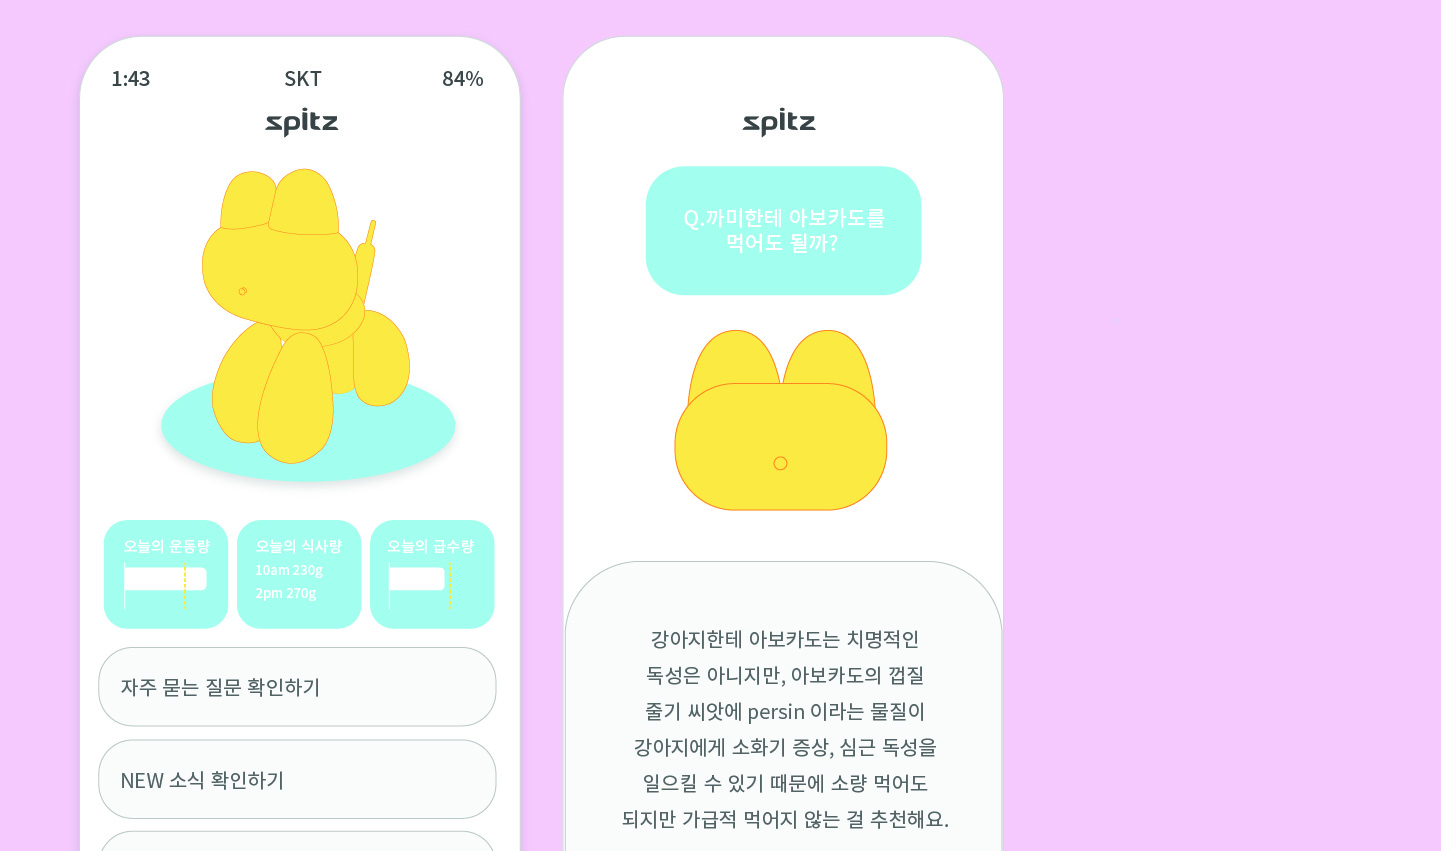 1:43 SKT 84%
spitz
오늘의 운동량
오늘의 식사량
10am 230g
2pm 270g
오늘의 급수량
자주 묻는 질문 확인하기
NEW 소식 확인하기
spitz
Q.까미한테 아보카도를
먹어도 될까?
강아지한테 아보카도는 치명적인
독성은 아니지만, 아보카도의 껍질
줄기 씨앗에 persin 이라는 물질이
강아지에게 소화기 증상, 심근 독성을
일으킬 수 있기 때문에 소량 먹어도
되지만 가급적 먹어지 않는 걸 추천해요.